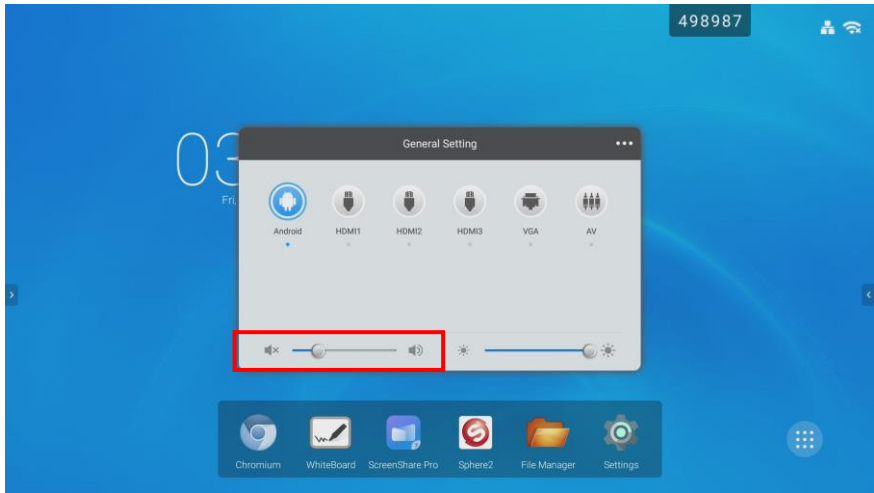 498987
03
General Setting
Fri,
Android HDMI1 HDMI2 HDMI3 VGA AV
Chromium WhiteBoard ScreenShare Pro Sphere2 File Manager Settings